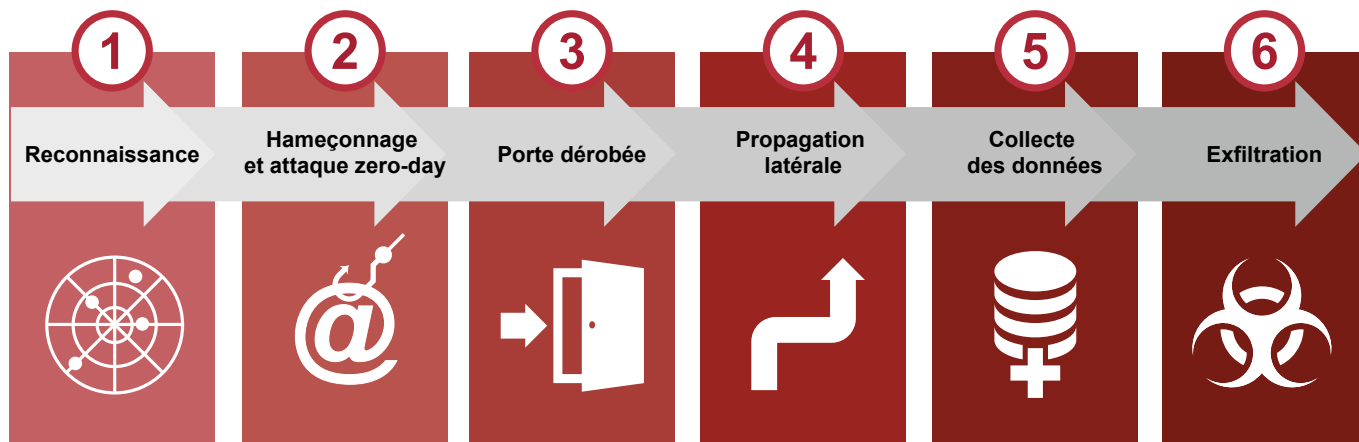 1
2
3
4
5
6
Reconnaissance
Hameçonnage
et attaque zero-day
Porte dérobée
Propagation
latérale
Collecte
des données
Exfiltration
@